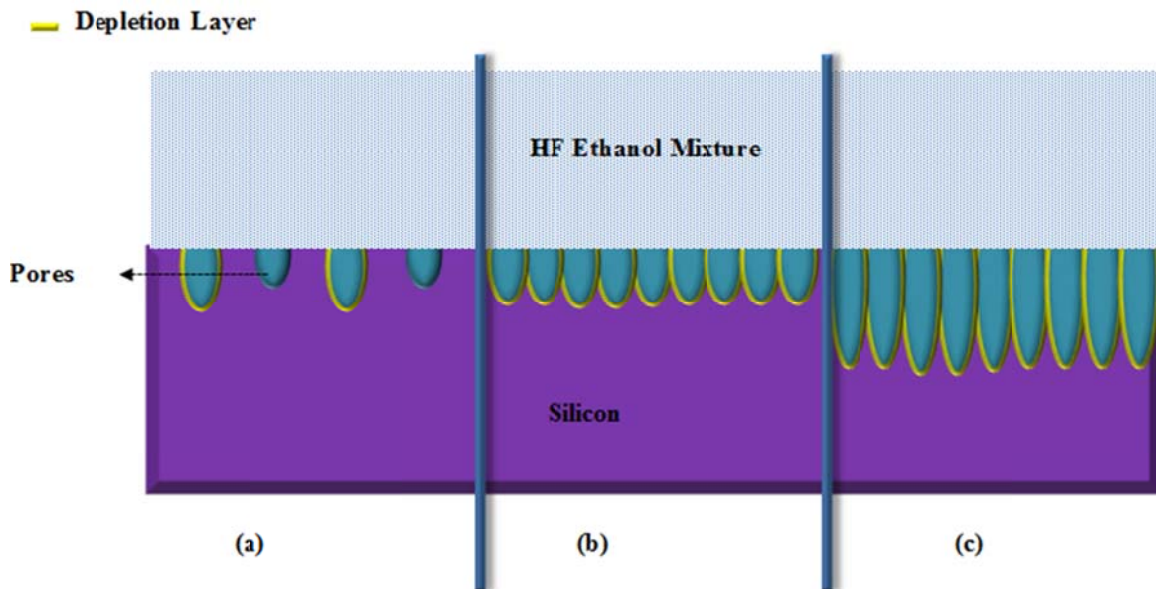 Depletion Layer
HF Ethanol Mixture
Pores
Silicon
(a)
(b)
(c)